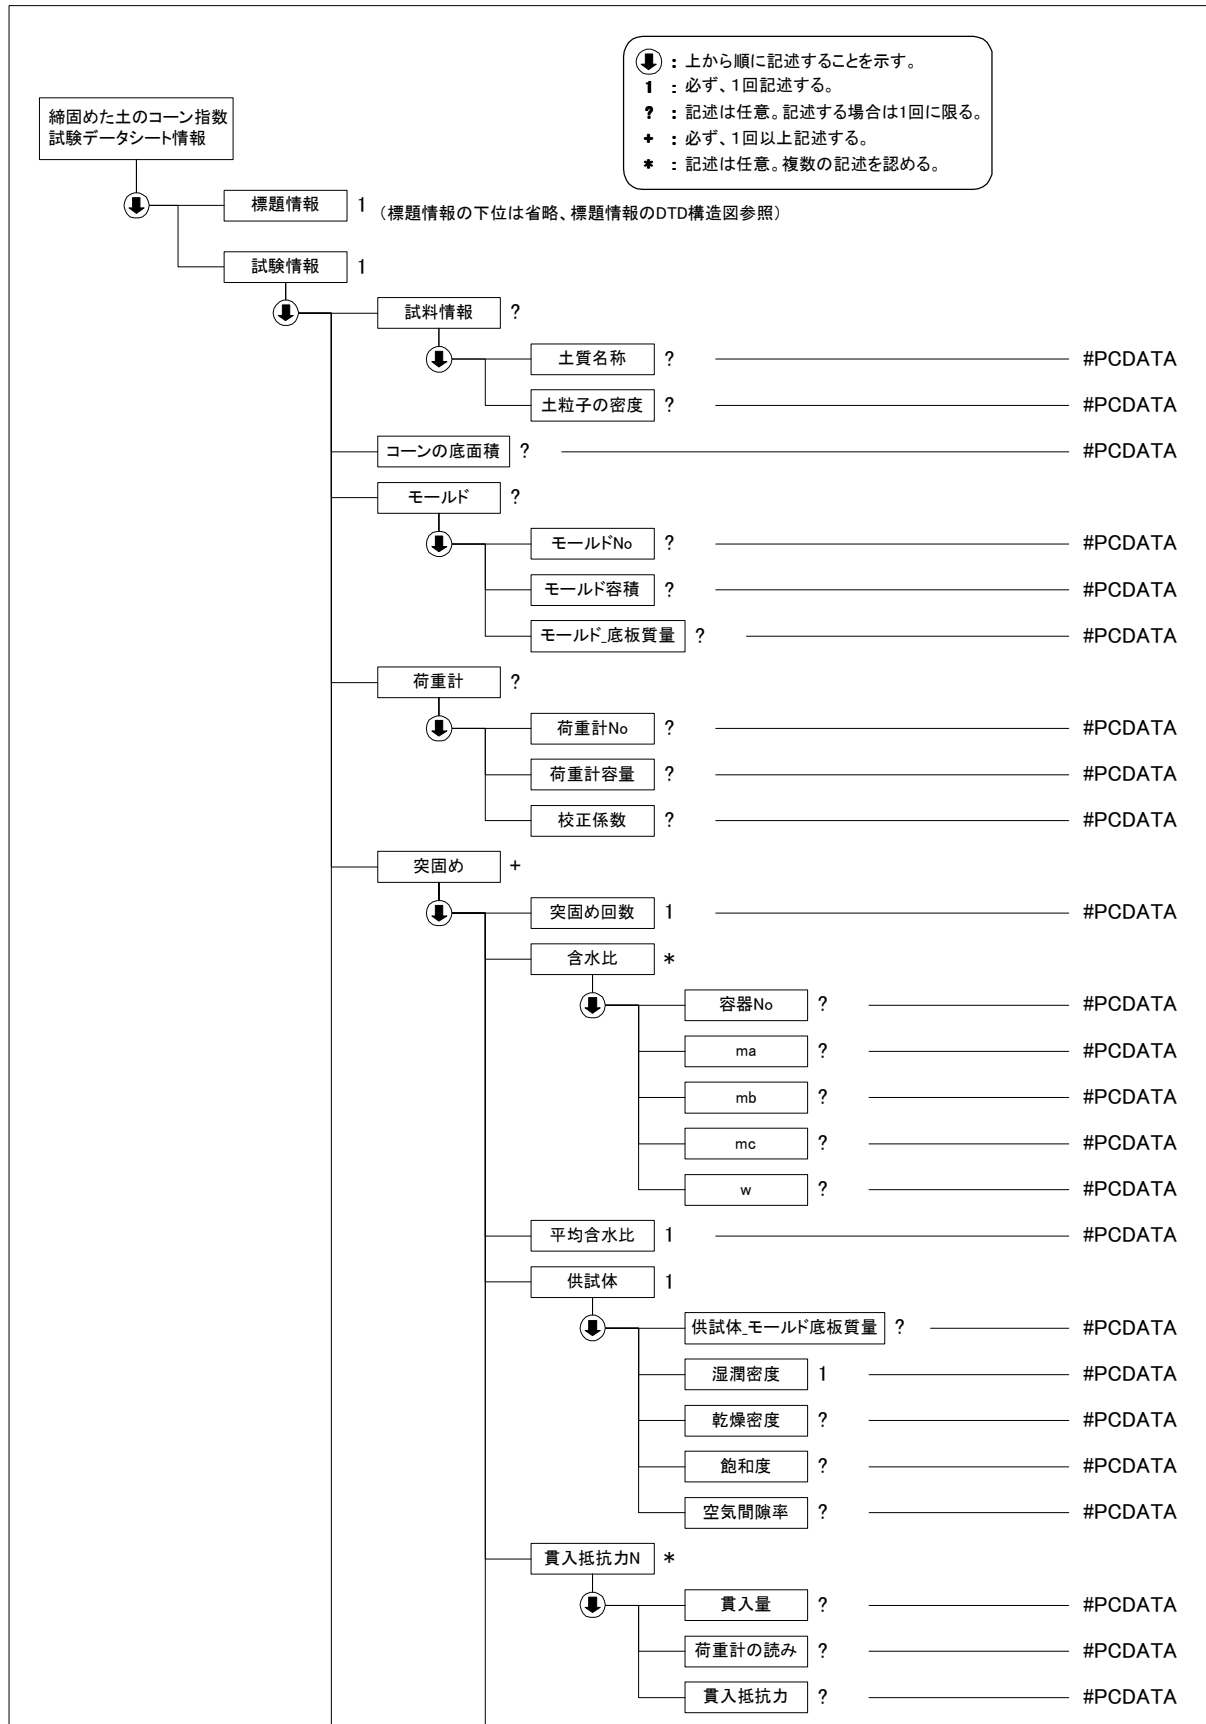 ：上から順に記述することを示す。
1 ：必ず、1回記述する。
? ：記述は任意。記述する場合は1回に限る。
+ ：必ず、1回以上記述する。
* ：記述は任意。複数の記述を認める。
締固めた土のコーン指数
試験データシート情報
標題情報 1 （標題情報の下位は省略、標題情報のDTD構造図参照）
試験情報 1
試料情報 ?
土質名称 ? #PCDATA
土粒子の密度 ? #PCDATA
コーンの底面積 ? #PCDATA
モールド ?
モールドNo ? #PCDATA
モールド容積 ? #PCDATA
モールド_底板質量 ? #PCDATA
荷重計 ?
荷重計No ? #PCDATA
荷重計容量 ? #PCDATA
校正係数 ? #PCDATA
突固め +
突固め回数 1 #PCDATA
含水比 *
容器No ? #PCDATA
ma ? #PCDATA
mb ? #PCDATA
mc ? #PCDATA
w ? #PCDATA
平均含水比 1 #PCDATA
供試体 1
供試体_モールド底板質量 ? #PCDATA
湿潤密度 1 #PCDATA
乾燥密度 ? #PCDATA
飽和度 ? #PCDATA
空気間隙率 ? #PCDATA
貫入抵抗力N *
貫入量 ? #PCDATA
荷重計の読み ? #PCDATA
貫入抵抗力 ? #PCDATA